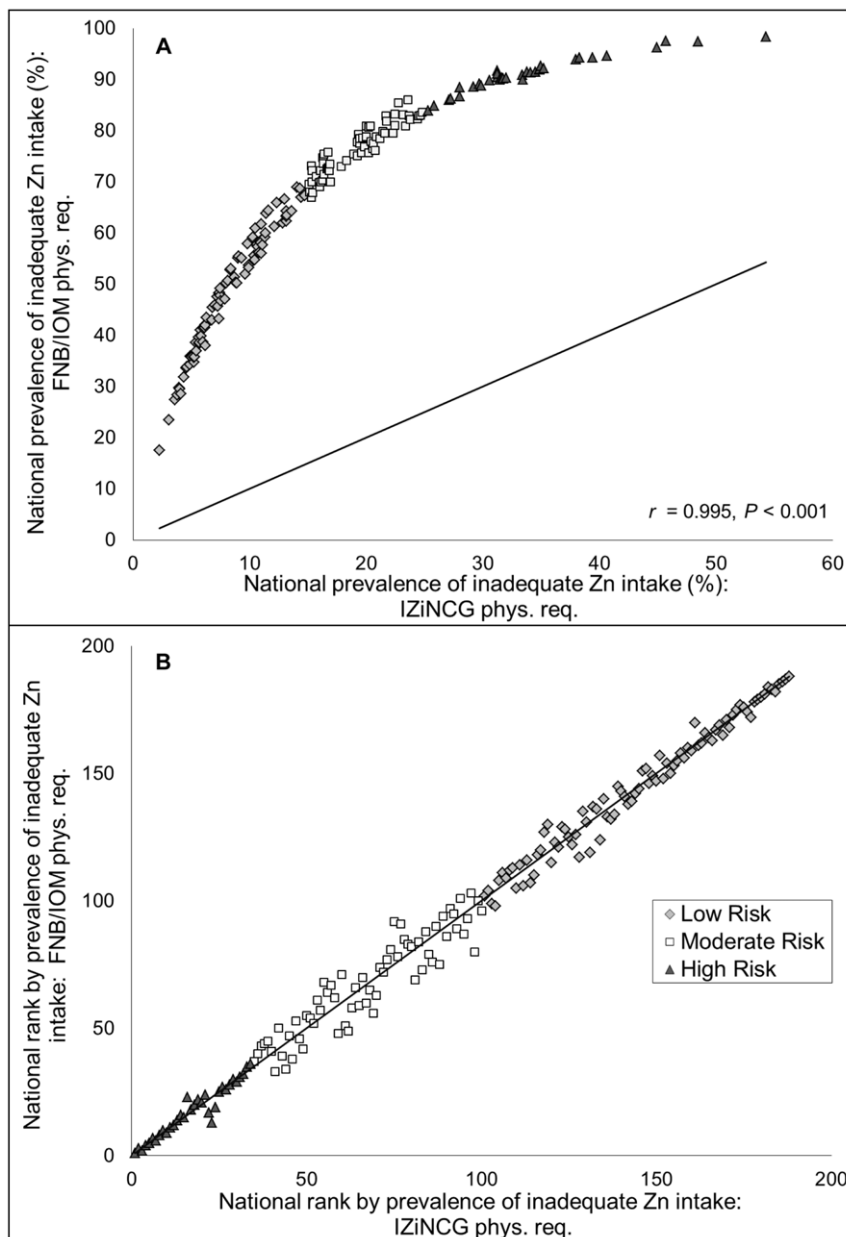 A
100
90
80
70
60
50
40
30
20
10
0
National prevalence of inadequate Zn intake (%):
FNB/IOM phys. req.
r = 0.995, P < 0.001
0 10 20 30 40 50 60
National prevalence of inadequate Zn intake (%):
IZiNCG phys. req.
B
200
150
100
50
0
National rank by prevalence of inadequate Zn
intake: FNB/IOM phys. req.
Low Risk
Moderate Risk
High Risk
0 50 100 150 200
National rank by prevalence of inadequate Zn intake:
IZiNCG phys. req.